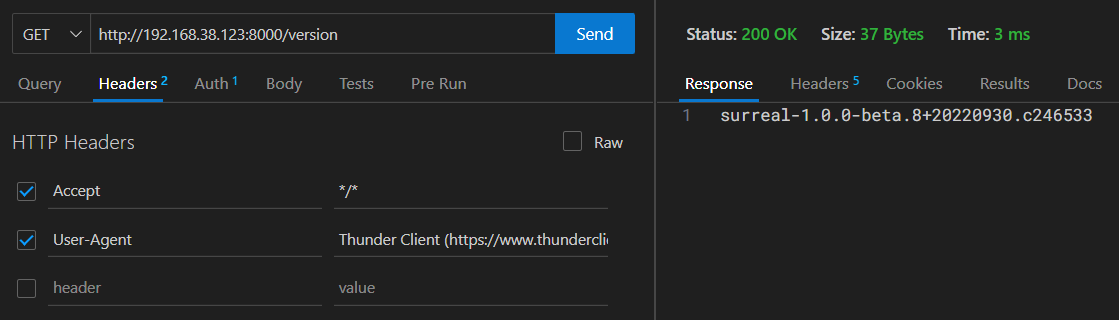 GET http://192.168.38.123:8000/version Send
Query Headers 2 Auth 1 Body Tests Pre Run
HTTP Headers Raw
Accept */*
User-Agent Thunder Client (https://www.thunderclie
header value
Status: 200 OK Size: 37 Bytes Time: 3 ms
Response Headers 5 Cookies Results Docs
1 surreal-1.0.0-beta.8+20220930.c246533